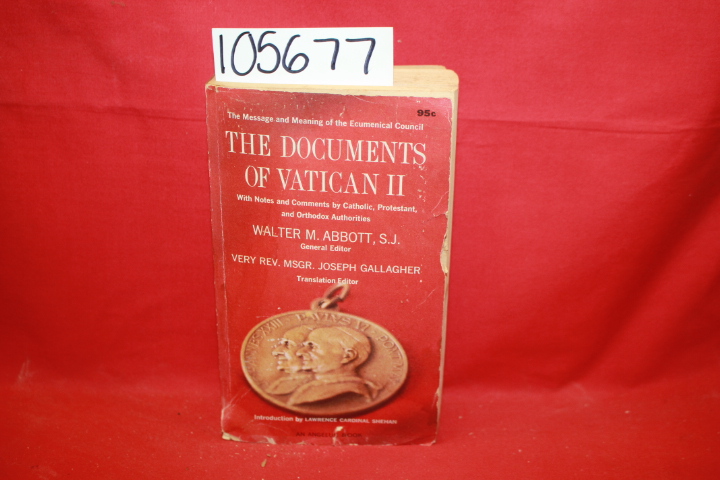 105677
95c
The Message and Meaning of the Ecumenical Council
THE DOCUMENTS
OF VATICAN II
With Notes and Comments by Catholic, Protestant,
and Orthodox Authorities
WALTER M. ABBOTT, S.J.
General Editor
VERY REV. MSGR. JOSEPH GALLAGHER
Translation Editor
Introduction by LAWRENCE CARDINAL SHEHAN